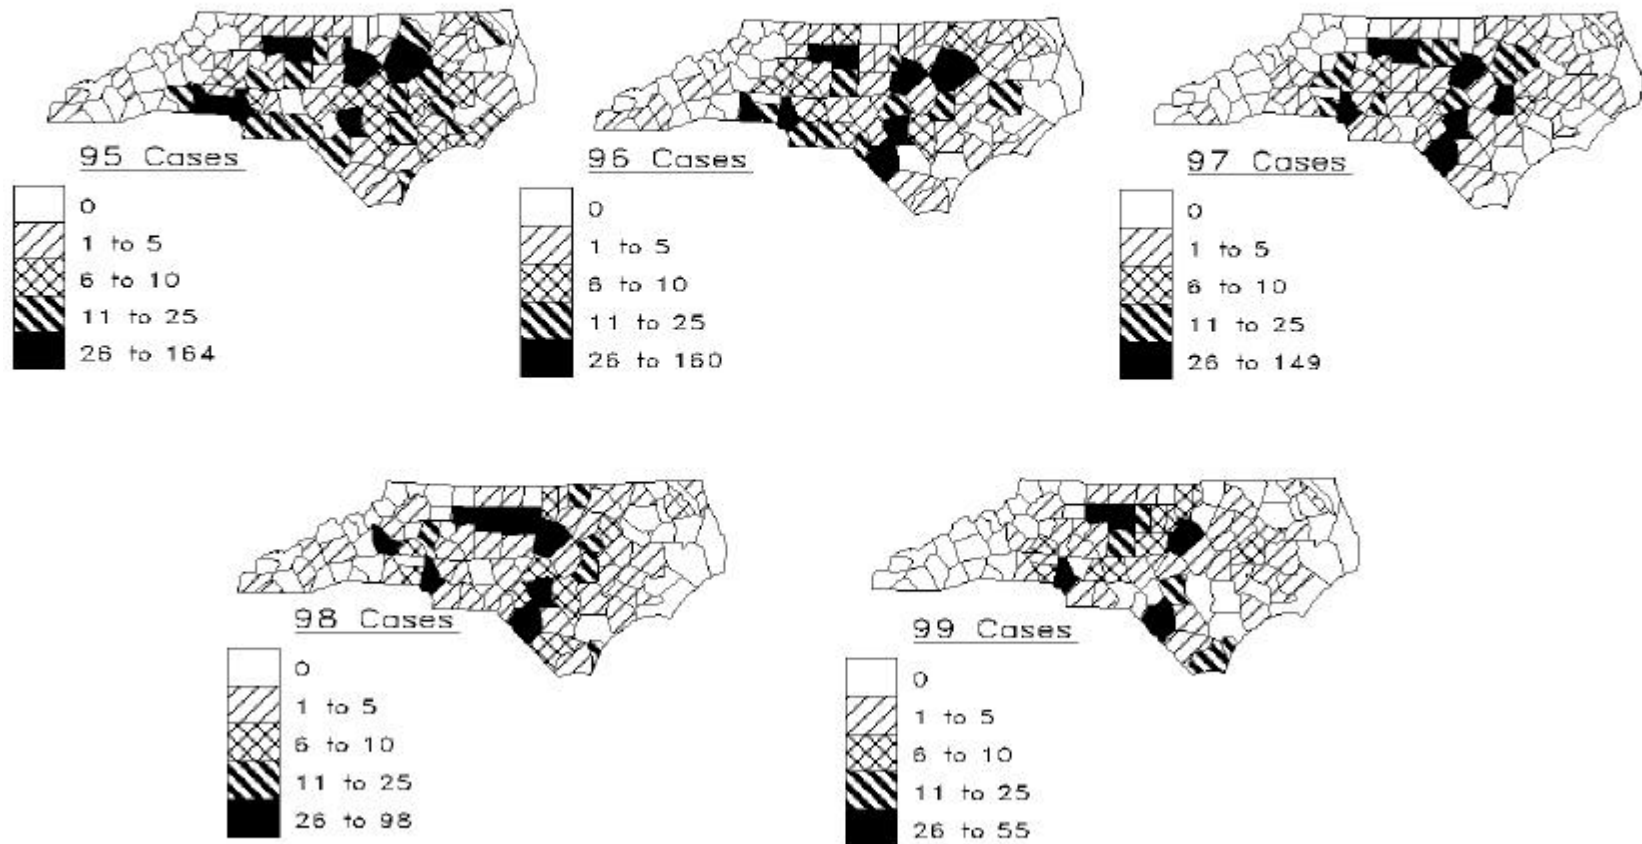 95 Cases
0
1 to 5
6 to 10
11 to 25
26 to 164
96 Cases
0
1 to 5
6 to 10
11 to 25
26 to 160
97 Cases
0
1 to 5
6 to 10
11 to 25
26 to 149
98 Cases
0
1 to 5
6 to 10
11 to 25
26 to 98
99 Cases
0
1 to 5
6 to 10
11 to 25
26 to 55